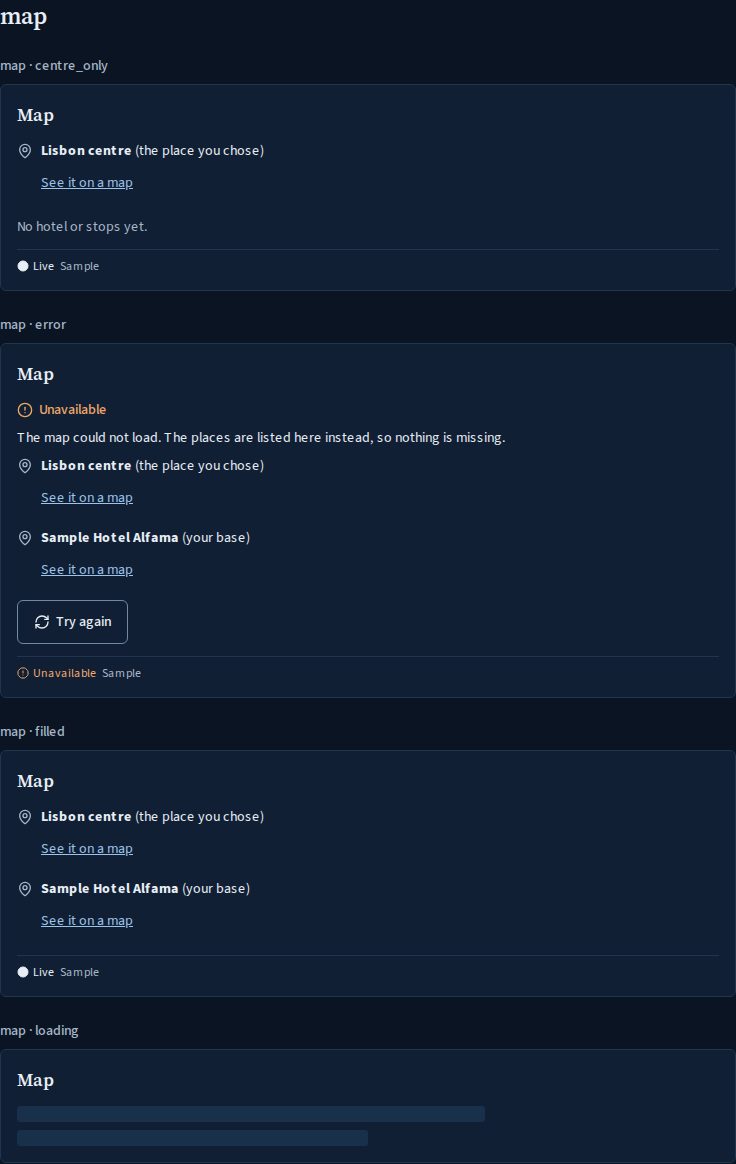 map
map · centre_only
Map
Lisbon centre (the place you chose)
See it on a map
No hotel or stops yet.
Live Sample
map · error
Map
Unavailable
The map could not load. The places are listed here instead, so nothing is missing.
Lisbon centre (the place you chose)
See it on a map
Sample Hotel Alfama (your base)
See it on a map
Try again
Unavailable Sample
map · filled
Map
Lisbon centre (the place you chose)
See it on a map
Sample Hotel Alfama (your base)
See it on a map
Live Sample
map · loading
Map